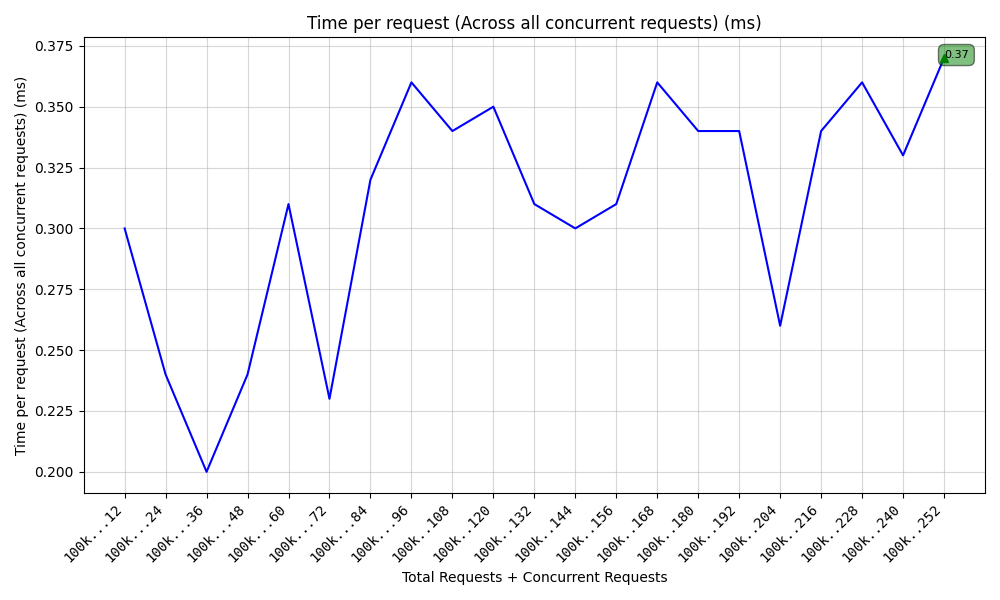 Time per request (Across all concurrent requests) (ms)
Time per request (Across all concurrent requests) (ms)
0.375
0.350
0.325
0.300
0.275
0.250
0.225
0.200
0.37
100k...12
100k...24
100k...36
100k...48
100k...60
100k...72
100k...84
100k...96
100k..108
100k..120
100k..132
100k..144
100k..156
100k..168
100k..180
100k..192
100k..204
100k..216
100k..228
100k..240
100k..252
Total Requests + Concurrent Requests